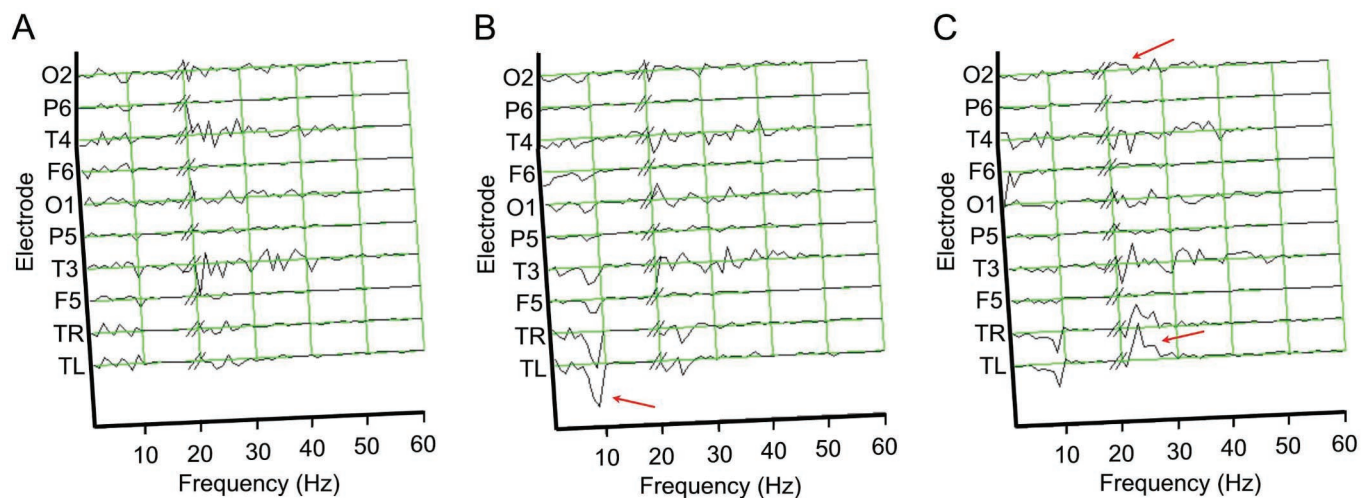 A
B
C
Electrode
O2
P6
T4
F6
O1
P5
T3
F5
TR
TL
10 20 30 40 50 60
Frequency (Hz)
Electrode
O2
P6
T4
F6
O1
P5
T3
F5
TR
TL
10 20 30 40 50 60
Frequency (Hz)
Electrode
O2
P6
T4
F6
O1
P5
T3
F5
TR
TL
10 20 30 40 50 60
Frequency (Hz)